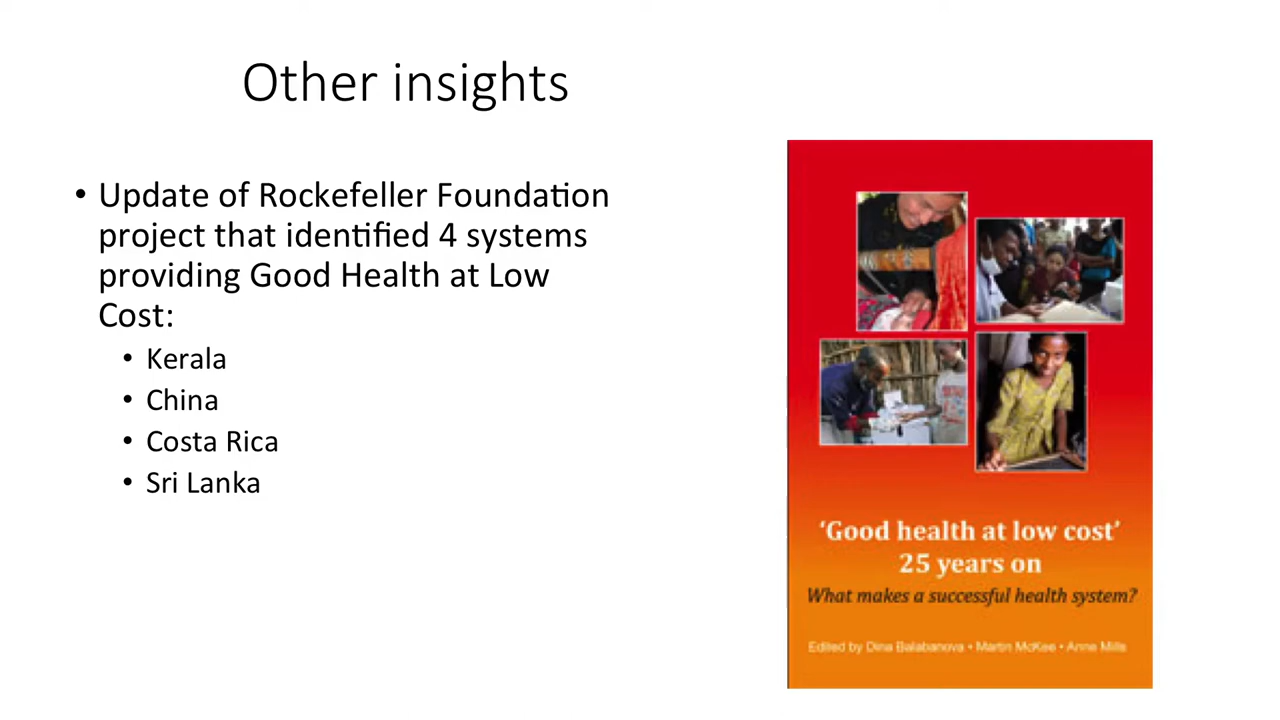 Other insights
• Update of Rockefeller Foundation
project that identified 4 systems
providing Good Health at Low
Cost:
• Kerala
• China
• Costa Rica
• Sri Lanka
‘Good health at low cost’
25 years on
What makes a successful health system?
Edited by Dina Balabanova • Martin McKee • Anne Mills